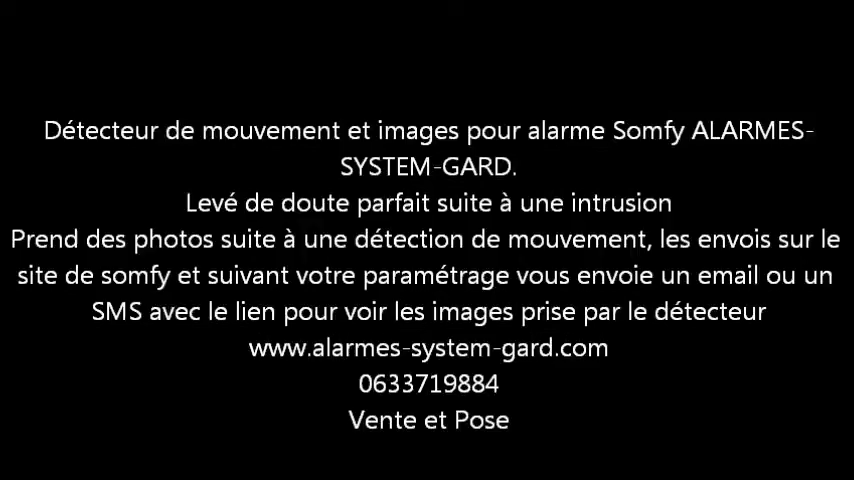 Détecteur de mouvement et images pour alarme Somfy ALARMES-
SYSTEM-GARD.
Levé de doute parfait suite à une intrusion
Prend des photos suite à une détection de mouvement, les envois sur le
site de somfy et suivant votre paramétrage vous envoie un email ou un
SMS avec le lien pour voir les images prise par le détecteur
www.alarmes-system-gard.com
0633719884
Vente et Pose